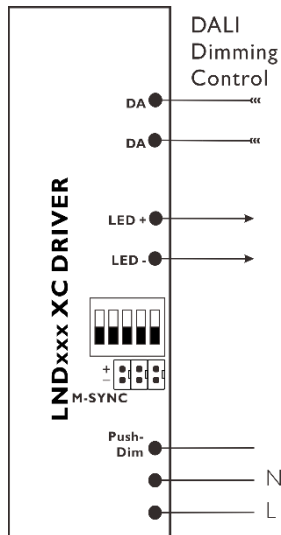 DALI
Dimming
Control
DA
DA
LED +
LED -
LNDxxx XC DRIVER
+
–
M-SYNC
Push-
Dim
N
L